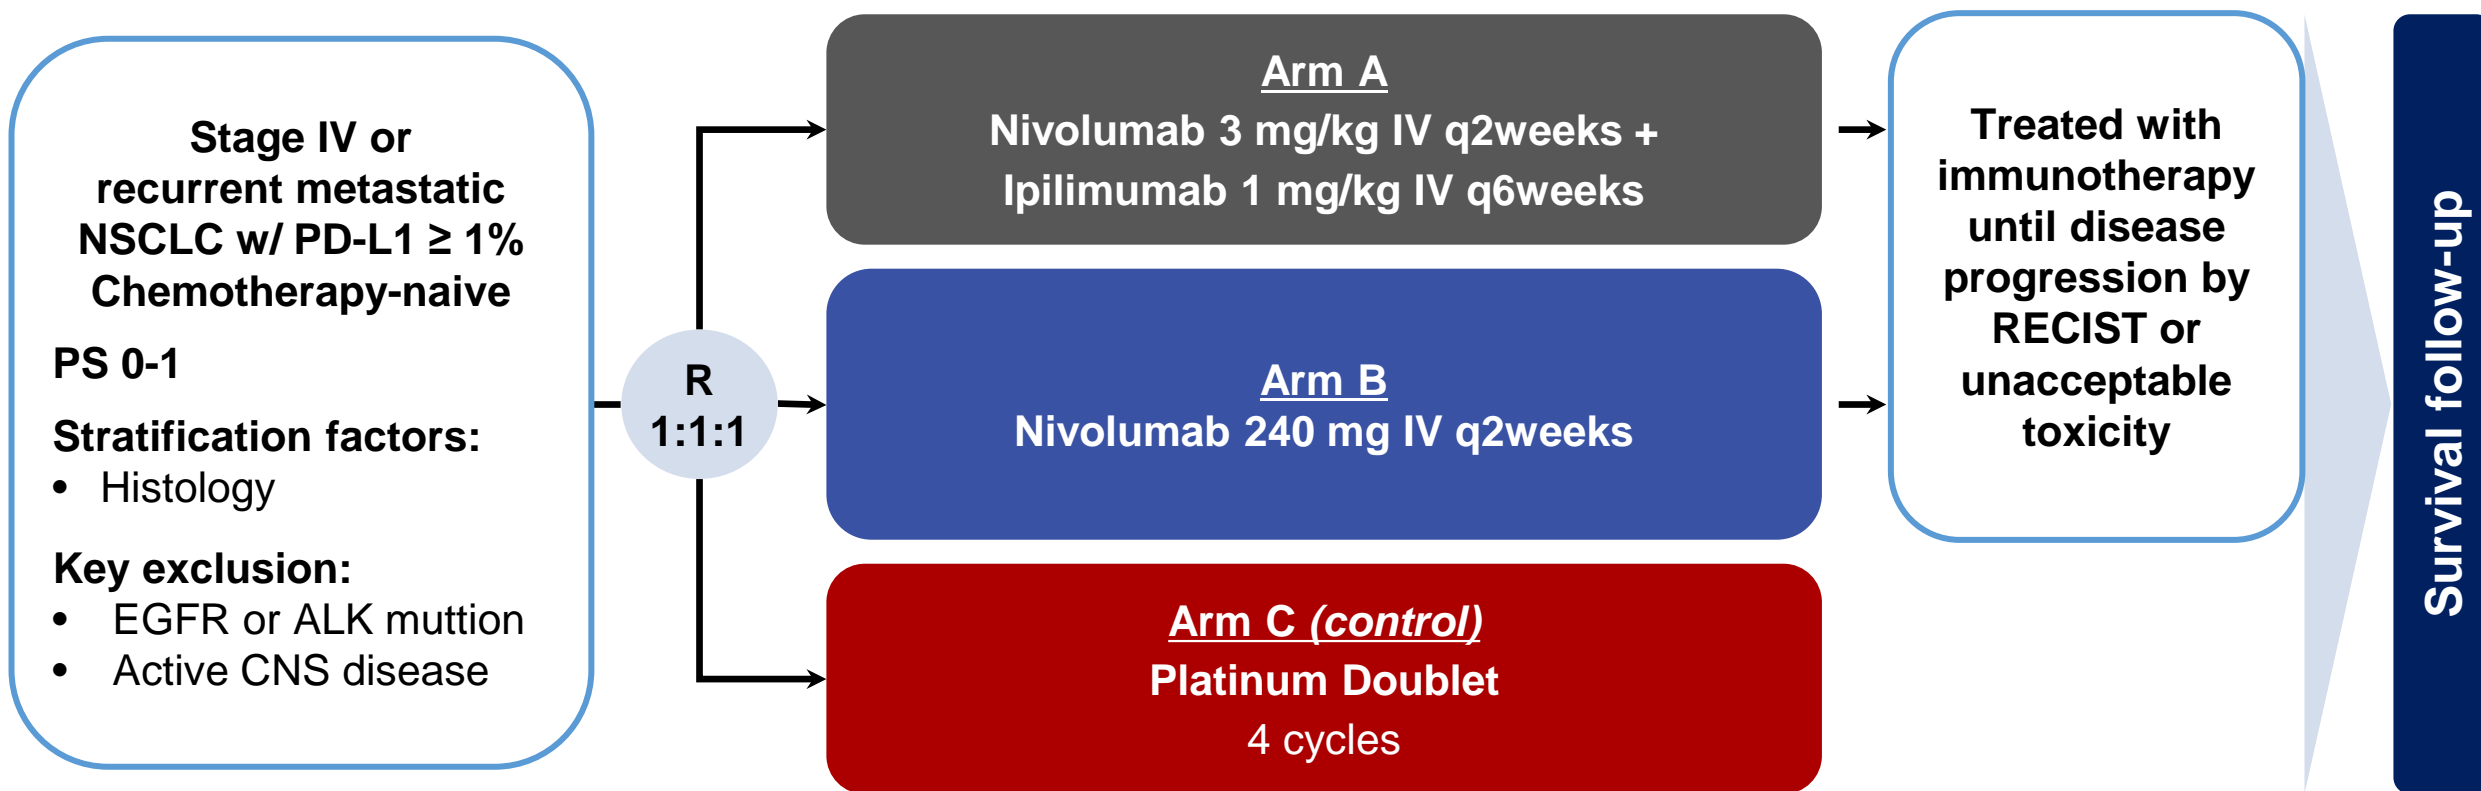 Stage IV or
recurrent metastatic
NSCLC w/ PD-L1 ≥ 1%
Chemotherapy-naive
PS 0-1
Stratification factors:
• Histology
Key exclusion:
• EGFR or ALK muttion
• Active CNS disease
R
1:1:1
Arm A
Nivolumab 3 mg/kg IV q2weeks +
Ipilimumab 1 mg/kg IV q6weeks
Arm B
Nivolumab 240 mg IV q2weeks
Arm C (control)
Platinum Doublet
4 cycles
Treated with
immunotherapy
until disease
progression by
RECIST or
unacceptable
toxicity
Survival follow-up